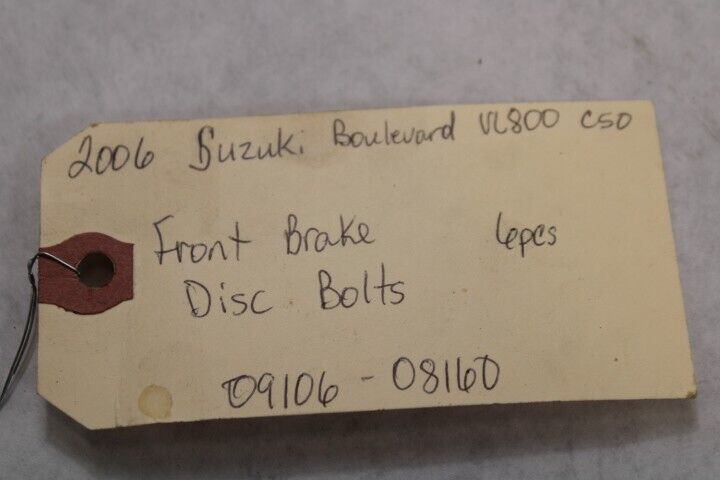 2006 Suzuki Boulevard VL800 C50
Front Brake 6pcs
Disc Bolts
09106-08160